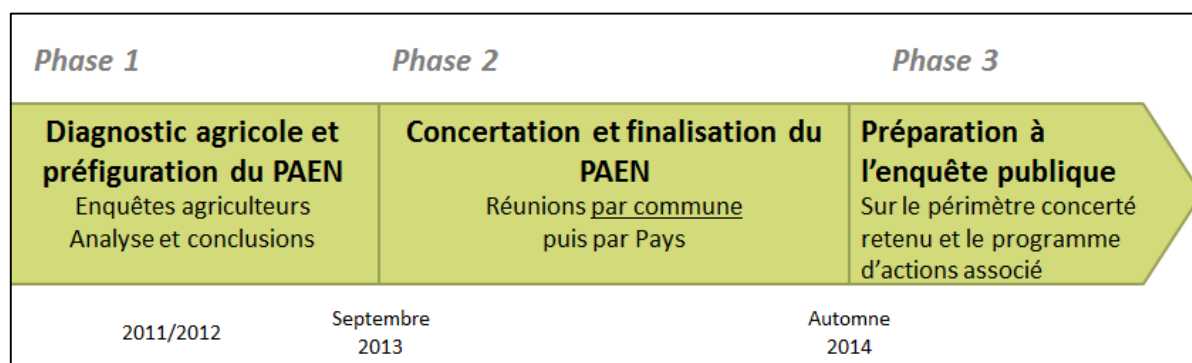 Phase 1
Phase 2
Phase 3
Diagnostic agricole et
préfiguration du PAEN
Enquêtes agriculteurs
Analyse et conclusions
Concertation et finalisation du
PAEN
Réunions par commune
puis par Pays
Préparation à
l’enquête publique
Sur le périmètre concerté
retenu et le programme
d’actions associé
2011/2012
Septembre
2013
Automne
2014